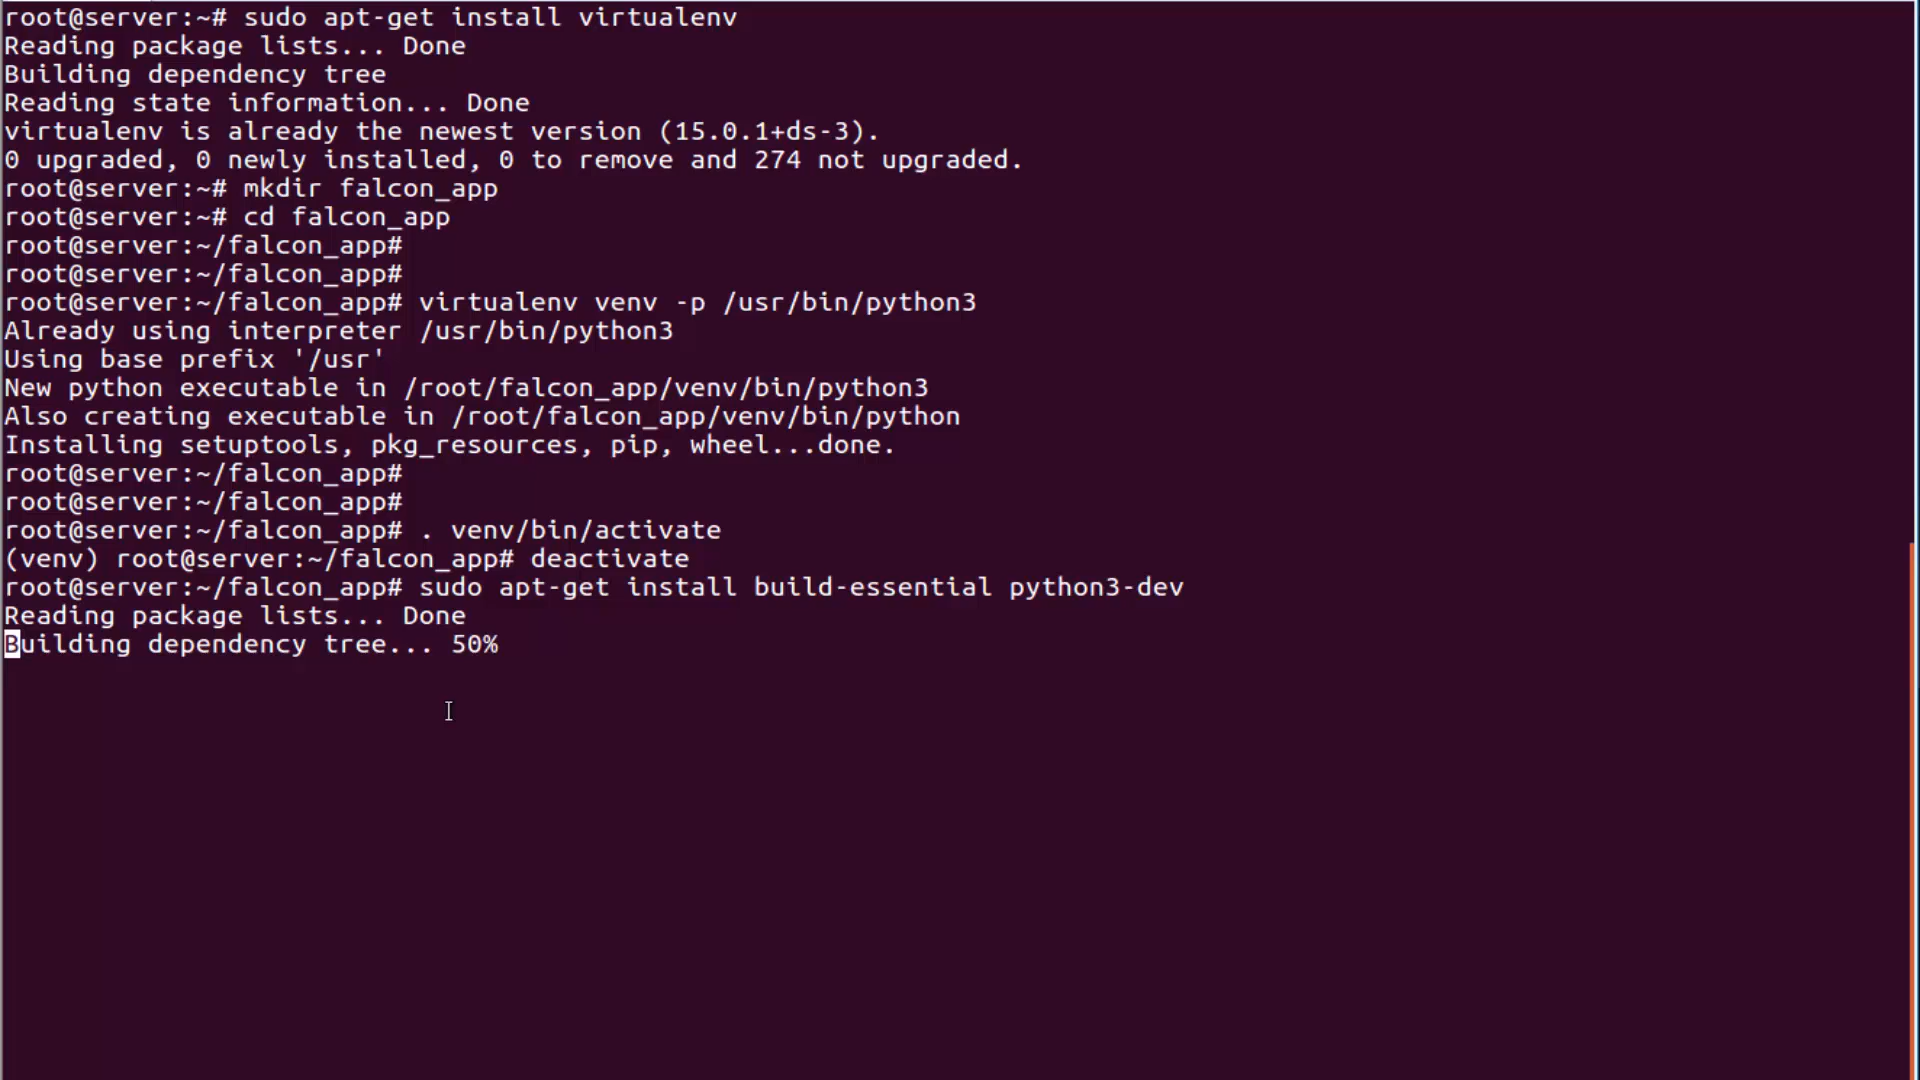 root@server:~# sudo apt-get install virtualenv
Reading package lists... Done
Building dependency tree
Reading state information... Done
virtualenv is already the newest version (15.0.1+ds-3).
0 upgraded, 0 newly installed, 0 to remove and 274 not upgraded.
root@server:~# mkdir falcon_app
root@server:~# cd falcon_app
root@server:~/falcon_app#
root@server:~/falcon_app#
root@server:~/falcon_app# virtualenv venv -p /usr/bin/python3
Already using interpreter /usr/bin/python3
Using base prefix '/usr'
New python executable in /root/falcon_app/venv/bin/python3
Also creating executable in /root/falcon_app/venv/bin/python
Installing setuptools, pkg_resources, pip, wheel...done.
root@server:~/falcon_app#
root@server:~/falcon_app#
root@server:~/falcon_app# . venv/bin/activate
(venv) root@server:~/falcon_app# deactivate
root@server:~/falcon_app# sudo apt-get install build-essential python3-dev
Reading package lists... Done
Building dependency tree... 50%